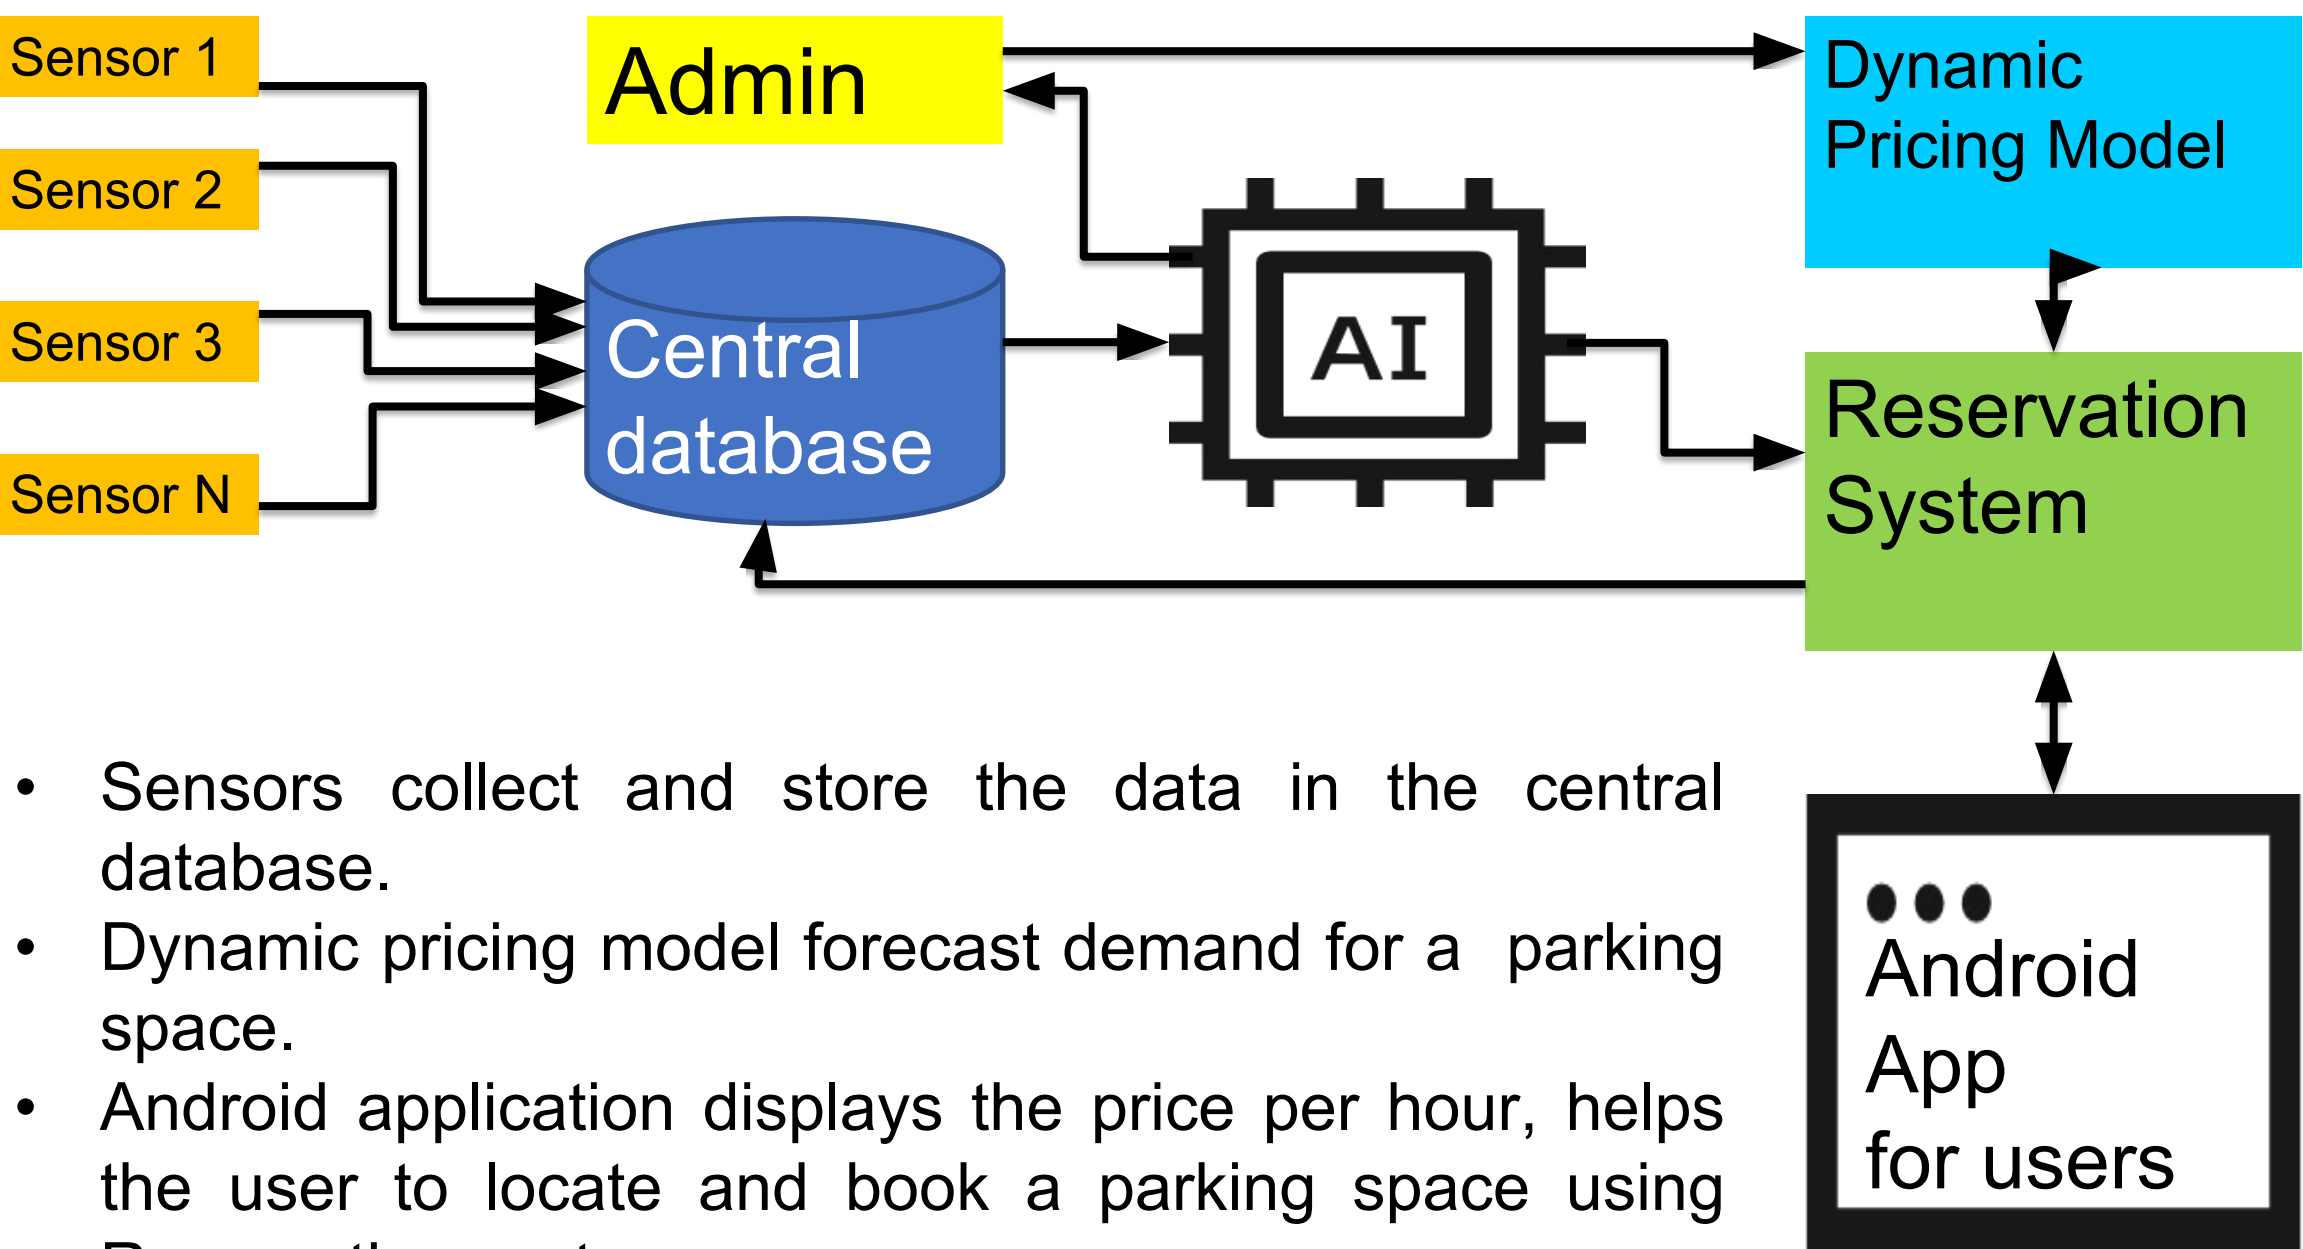 Sensor 1
Sensor 2
Sensor 3
Sensor N
Admin
Central
database
AI
Dynamic
Pricing Model
Reservation
System
Android
App
for users
• Sensors collect and store the data in the central
database.
• Dynamic pricing model forecast demand for a parking
space.
• Android application displays the price per hour, helps
the user to locate and book a parking space using